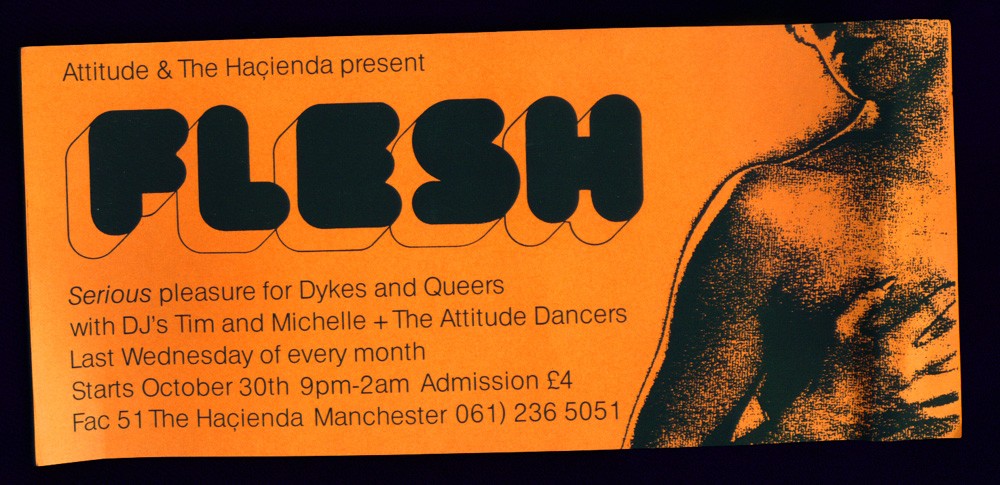 Attitude & The Haçienda present
FLESH
Serious pleasure for Dykes and Queers
with DJ's Tim and Michelle + The Attitude Dancers
Last Wednesday of every month
Starts October 30th 9pm-2am Admission £4
Fac 51 The Haçienda Manchester 061) 236 5051